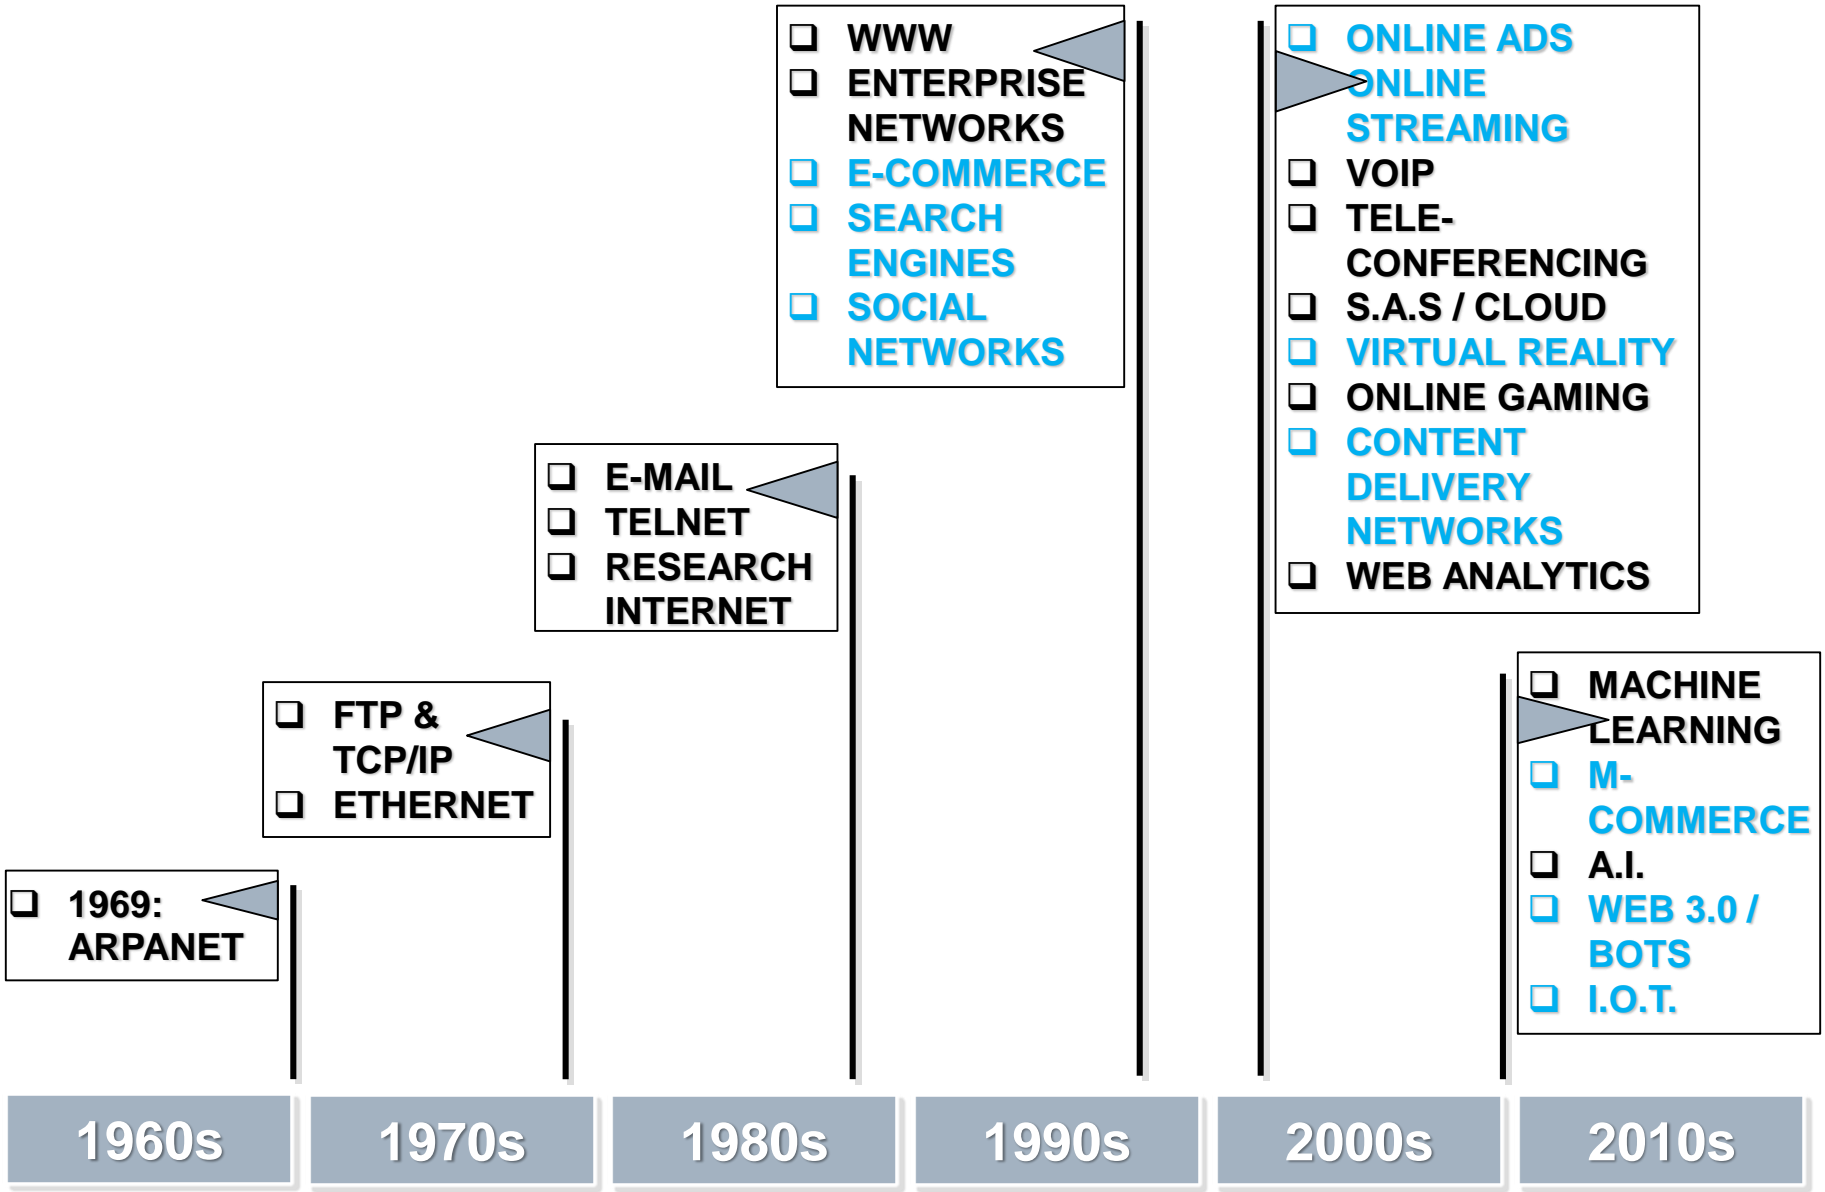 WWW
ENTERPRISE
NETWORKS
E-COMMERCE
SEARCH
ENGINES
SOCIAL
NETWORKS
ONLINE ADS
ONLINE
STREAMING
VOIP
TELE-
CONFERENCING
S.A.S / CLOUD
VIRTUAL REALITY
ONLINE GAMING
CONTENT
DELIVERY
NETWORKS
WEB ANALYTICS
E-MAIL
TELNET
RESEARCH
INTERNET
FTP &
TCP/IP
ETHERNET
MACHINE
LEARNING
M-
COMMERCE
A.I.
WEB 3.0 /
BOTS
I.O.T.
1969:
ARPANET
1960s
1970s
1980s
1990s
2000s
2010s